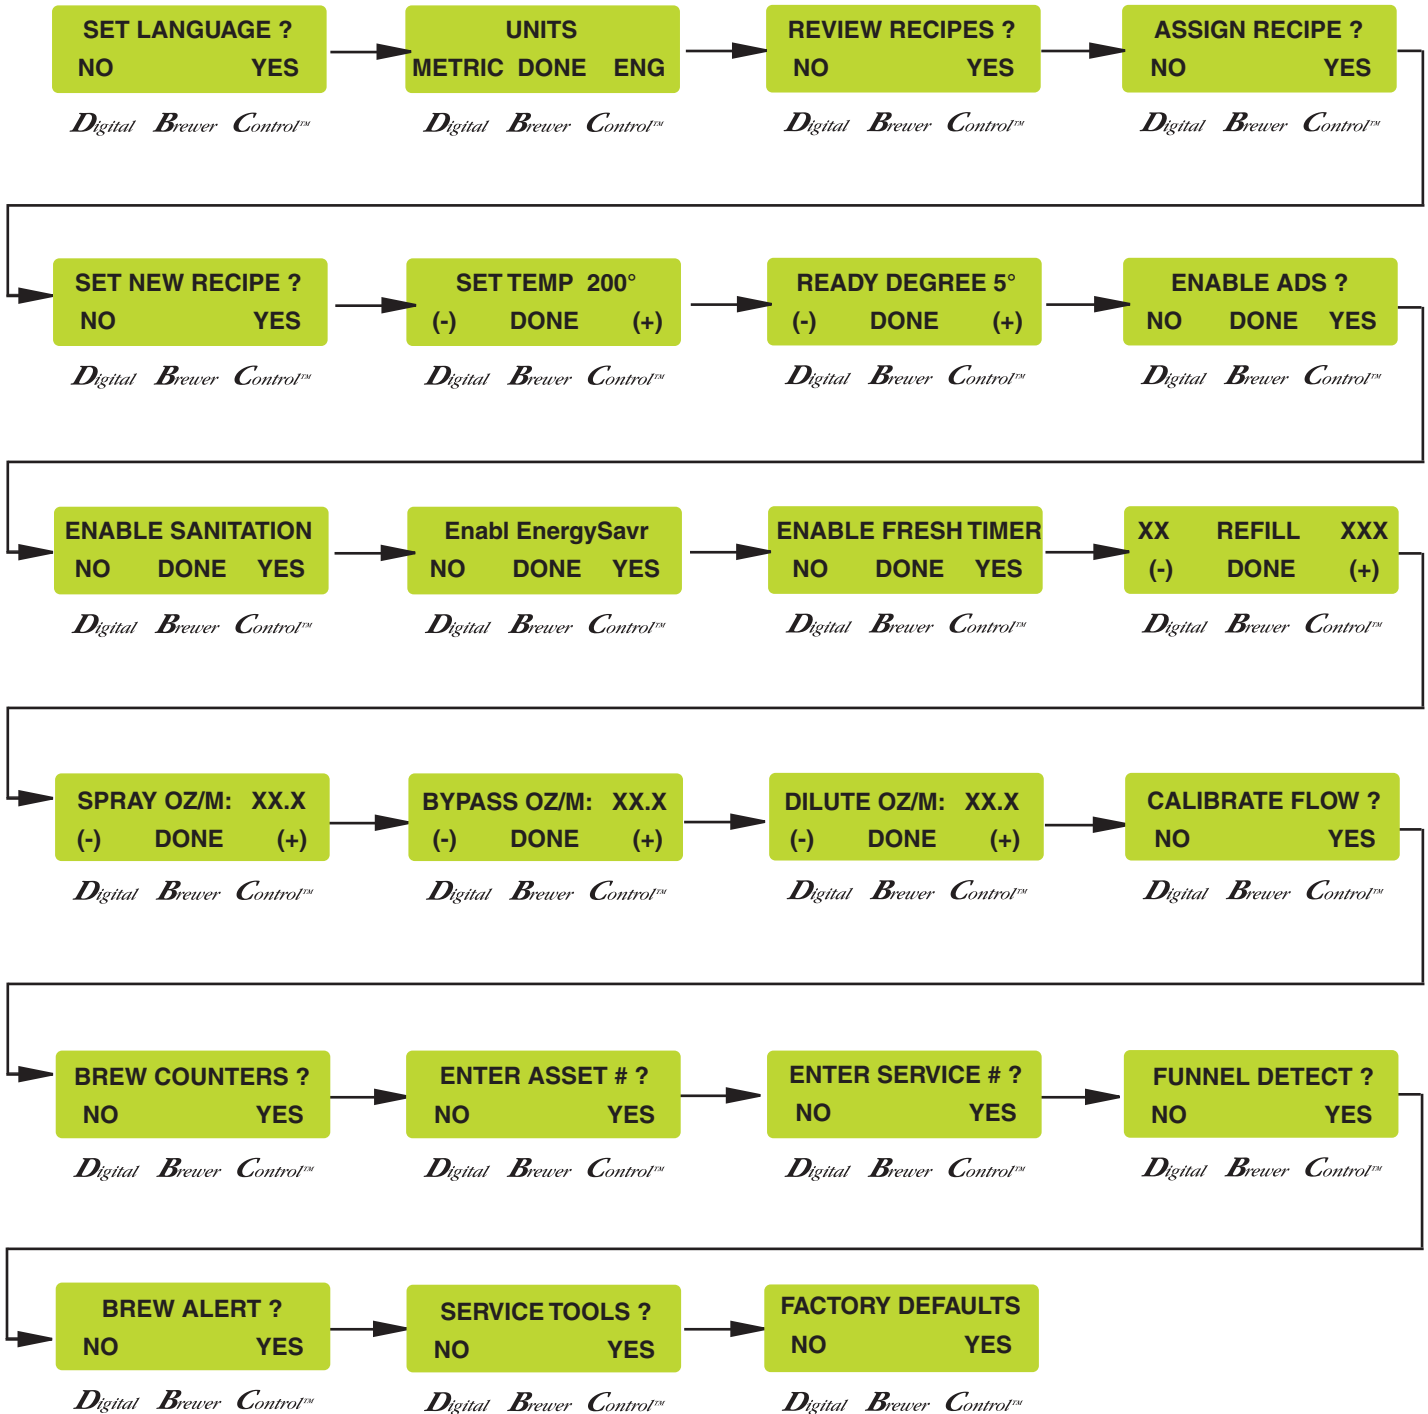 SET LANGUAGE ?
NO YES
Digital Brewer Control™
UNITS
METRIC DONE ENG
Digital Brewer Control™
REVIEW RECIPES ?
NO YES
Digital Brewer Control™
ASSIGN RECIPE ?
NO YES
Digital Brewer Control™
SET NEW RECIPE ?
NO YES
Digital Brewer Control™
SET TEMP 200°
(-) DONE (+)
Digital Brewer Control™
READY DEGREE 5°
(-) DONE (+)
Digital Brewer Control™
ENABLE ADS ?
NO DONE YES
Digital Brewer Control™
ENABLE SANITATION
NO DONE YES
Digital Brewer Control™
Enabl EnergySavr
NO DONE YES
Digital Brewer Control™
ENABLE FRESH TIMER
NO DONE YES
Digital Brewer Control™
XX REFILL XXX
(-) DONE (+)
Digital Brewer Control™
SPRAY OZ/M: XX.X
(-) DONE (+)
Digital Brewer Control™
BYPASS OZ/M: XX.X
(-) DONE (+)
Digital Brewer Control™
DILUTE OZ/M: XX.X
(-) DONE (+)
Digital Brewer Control™
CALIBRATE FLOW ?
NO YES
Digital Brewer Control™
BREW COUNTERS ?
NO YES
Digital Brewer Control™
ENTER ASSET # ?
NO YES
Digital Brewer Control™
ENTER SERVICE # ?
NO YES
Digital Brewer Control™
FUNNEL DETECT ?
NO YES
Digital Brewer Control™
BREW ALERT ?
NO YES
Digital Brewer Control™
SERVICE TOOLS ?
NO YES
Digital Brewer Control™
FACTORY DEFAULTS
NO YES
Digital Brewer Control™